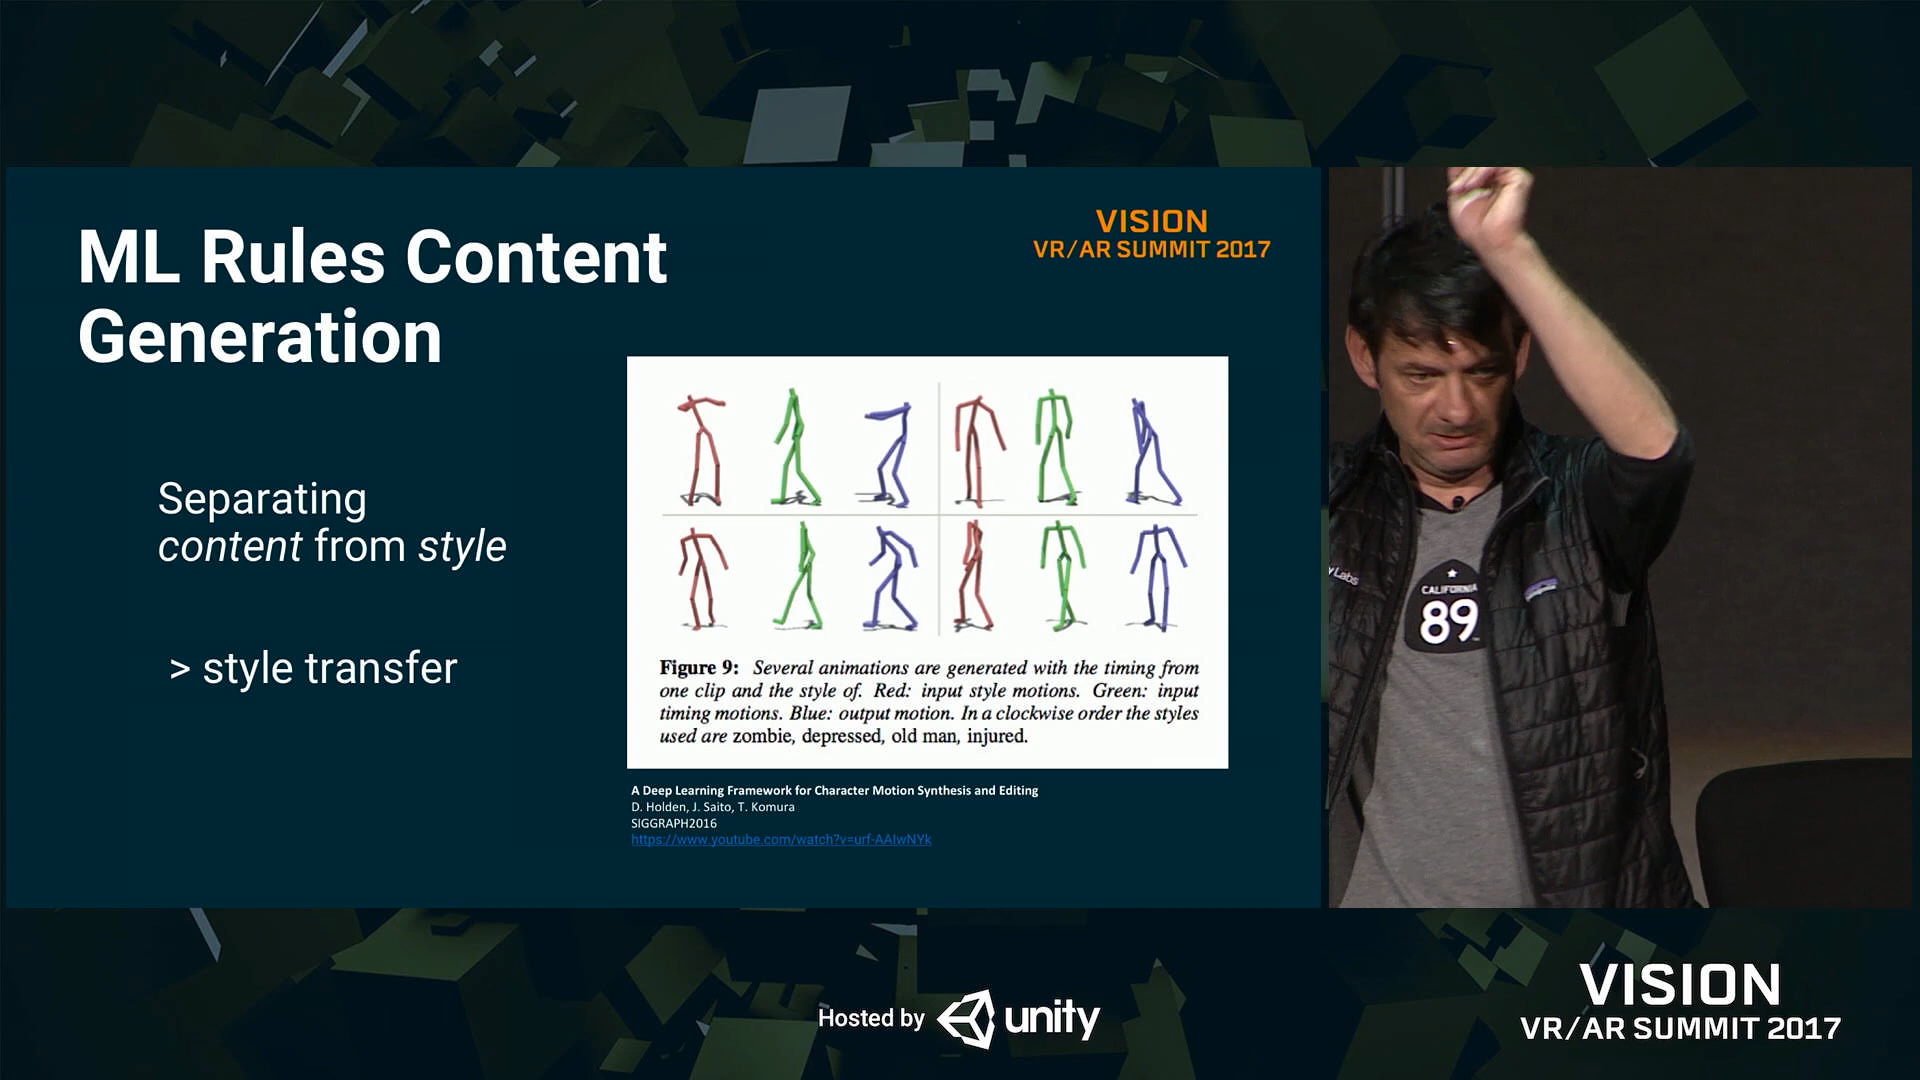 ML Rules Content
Generation
VISION
VR/AR SUMMIT 2017
Separating
content from style
> style transfer
Figure 9: Several animations are generated with the timing from
one clip and the style of. Red: input style motions. Green: input
timing motions. Blue: output motion. In a clockwise order the styles
used are zombie, depressed, old man, injured.
A Deep Learning Framework for Character Motion Synthesis and Editing
D. Holden, J. Saito, T. Komura
SIGGRAPH2016
https://www.youtube.com/watch?v=urf-AAIwNYk
Labs
CALIFORNIA
89
Hosted by unity
VISION
VR/AR SUMMIT 2017